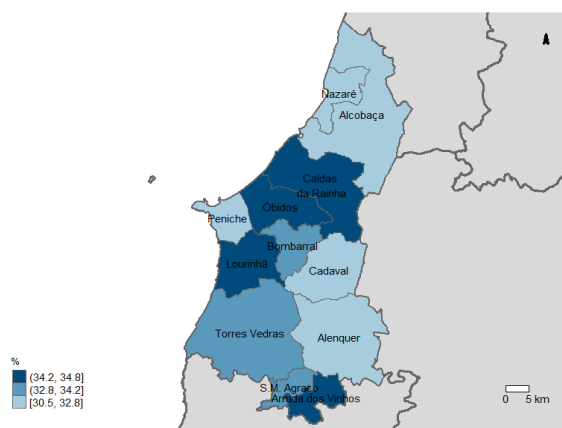 Nazaré
Alcobaça
Caldas
da Rainha
Óbidos
Peniche
Bombarral
Lourinhã
Cadaval
Torres Vedras
Alenquer
S.M. Agraço
Arruda dos Vinhos
%
(34.2, 34.8]
(32.8, 34.2]
[30.5, 32.8]
0 5 km